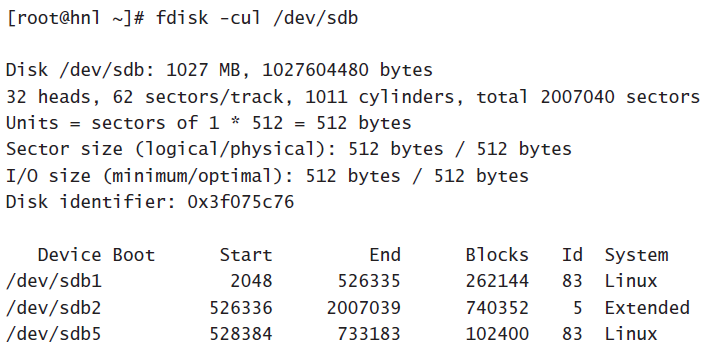 [root@hnl ~]# fdisk -cul /dev/sdb
Disk /dev/sdb: 1027 MB, 1027604480 bytes
32 heads, 62 sectors/track, 1011 cylinders, total 2007040 sectors
Units = sectors of 1 * 512 = 512 bytes
Sector size (logical/physical): 512 bytes / 512 bytes
I/O size (minimum/optimal): 512 bytes / 512 bytes
Disk identifier: 0x3f075c76
Device Boot Start End Blocks Id System
/dev/sdb1 2048 526335 262144 83 Linux
/dev/sdb2 526336 2007039 740352 5 Extended
/dev/sdb5 528384 733183 102400 83 Linux